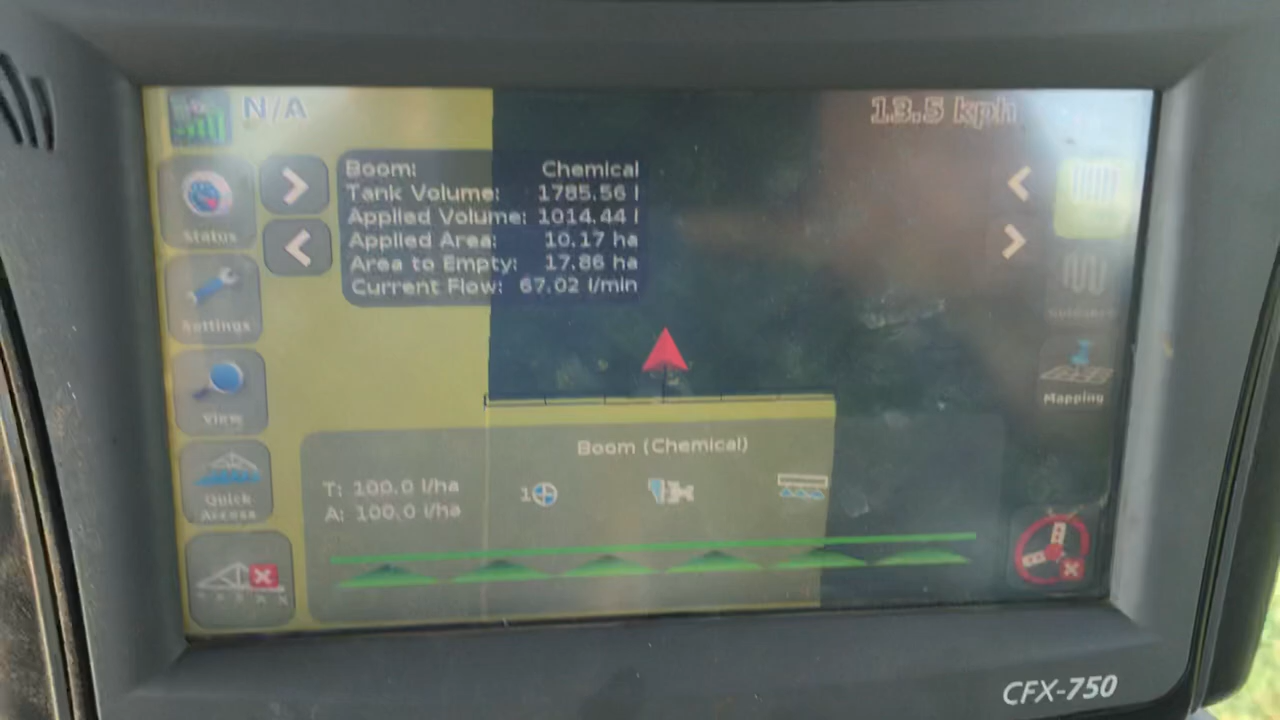 N/A
13.5 kph
Boom: Chemical
Tank Volume: 1785.56 l
Applied Volume: 1014.44 l
Applied Area: 10.17 ha
Area to Empty: 17.86 ha
Current Flow: 67.02 l/min
Status
Settings
View
Quick
Access
Guidance
Mapping
Boom (Chemical)
T: 100.0 l/ha
A: 100.0 l/ha
1
CFX-750